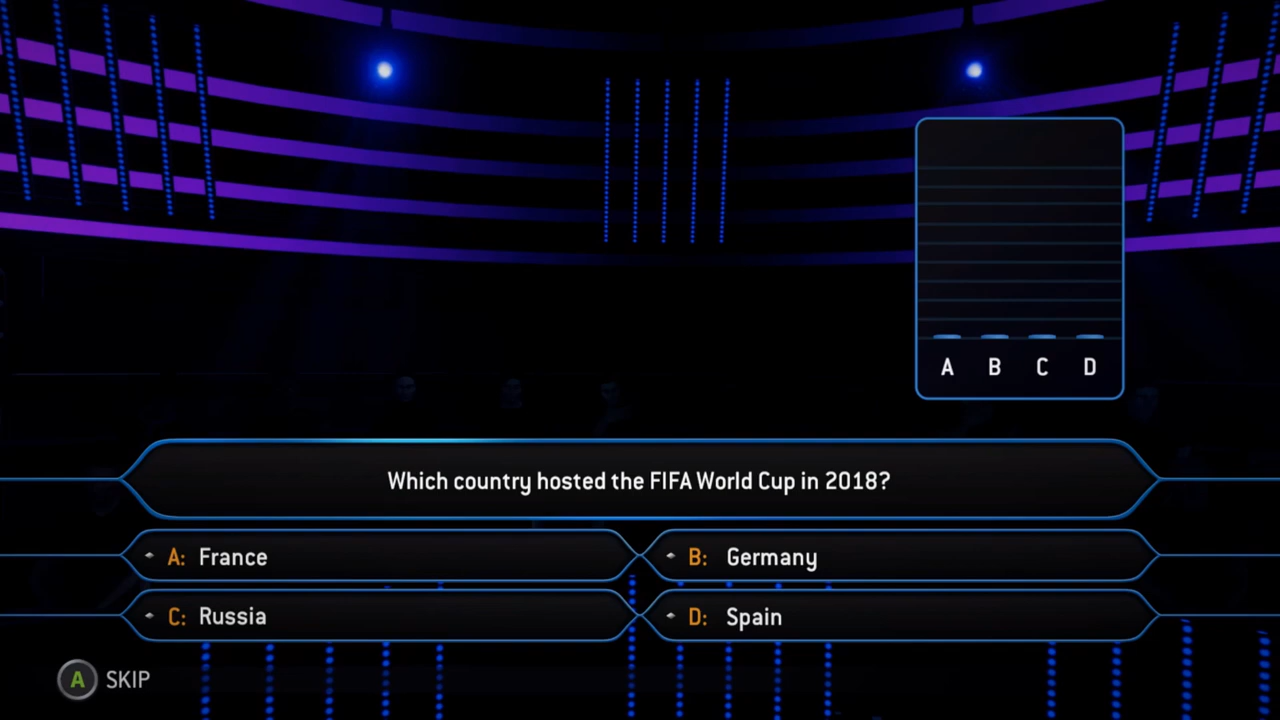 A B C D
Which country hosted the FIFA World Cup in 2018?
A: France
B: Germany
C: Russia
D: Spain
A SKIP